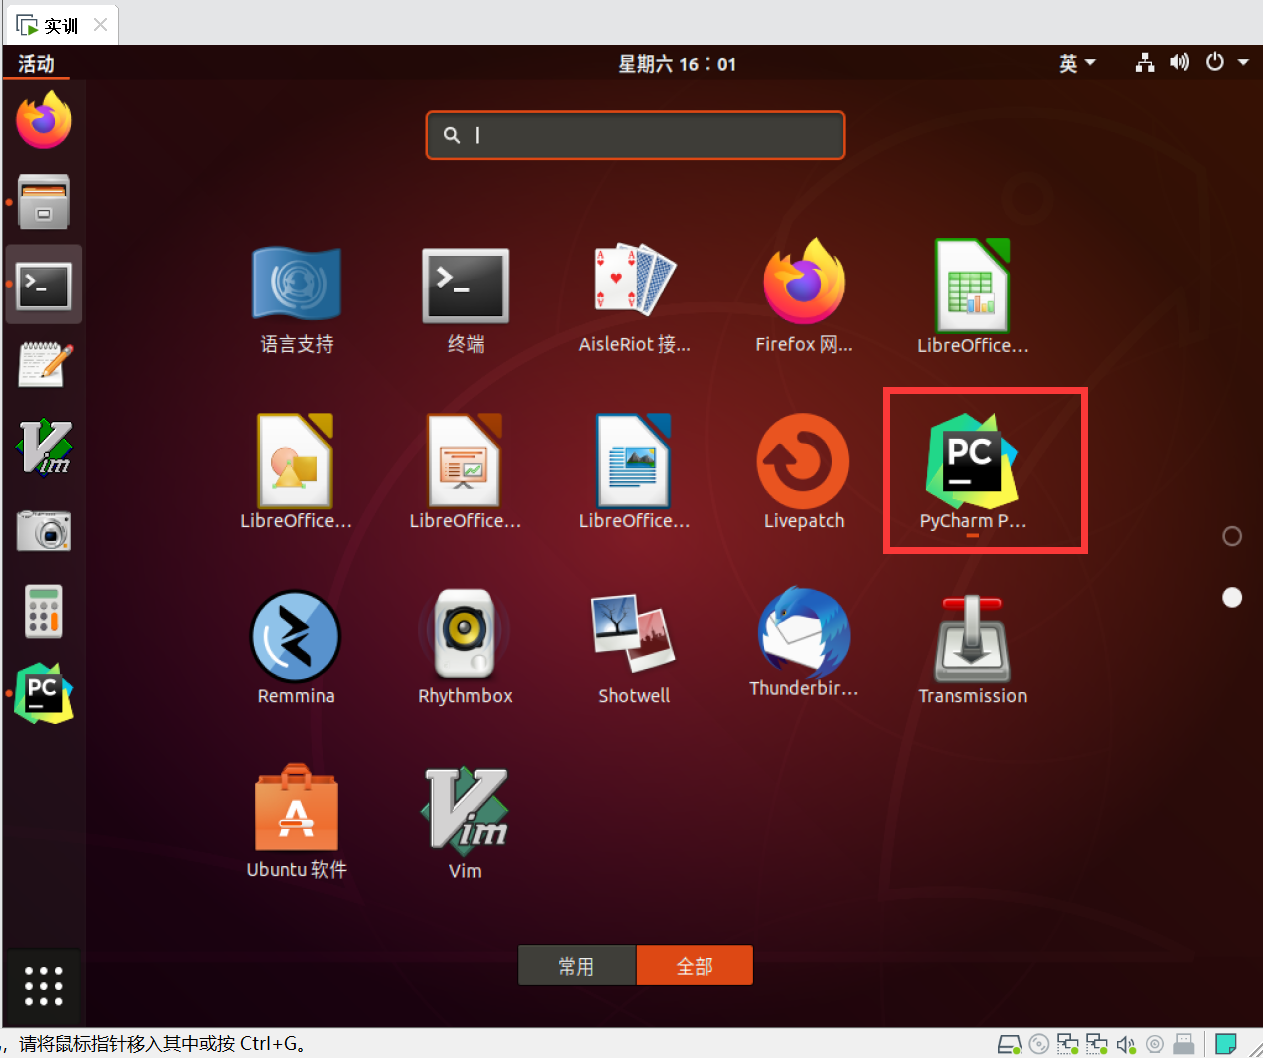 实训
活动
星期六 16：01
英
语言支持
终端
AisleRiot 接...
Firefox 网...
LibreOffice...
LibreOffice...
LibreOffice...
LibreOffice...
Livepatch
PC
PyCharm P...
PC
Remmina
Rhythmbox
Shotwell
Thunderbir...
Transmission
Ubuntu 软件
Vim
常用
全部
，请将鼠标指针移入其中或按 Ctrl+G。